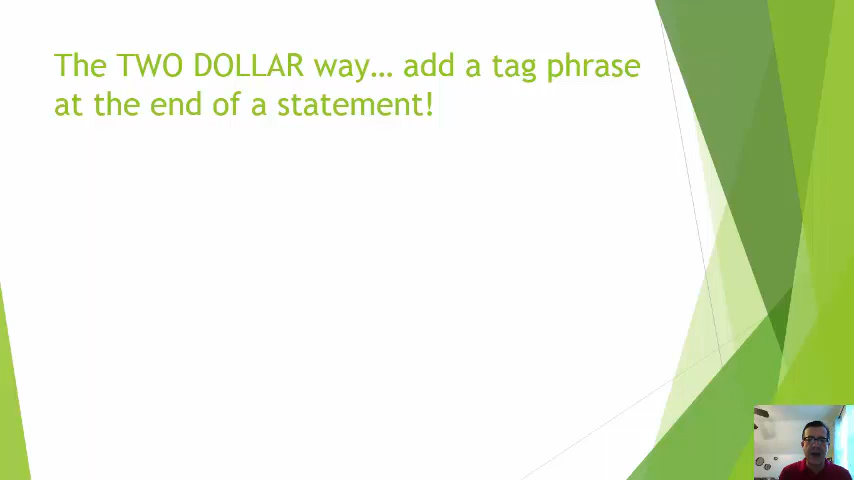 The TWO DOLLAR way… add a tag phrase
at the end of a statement!